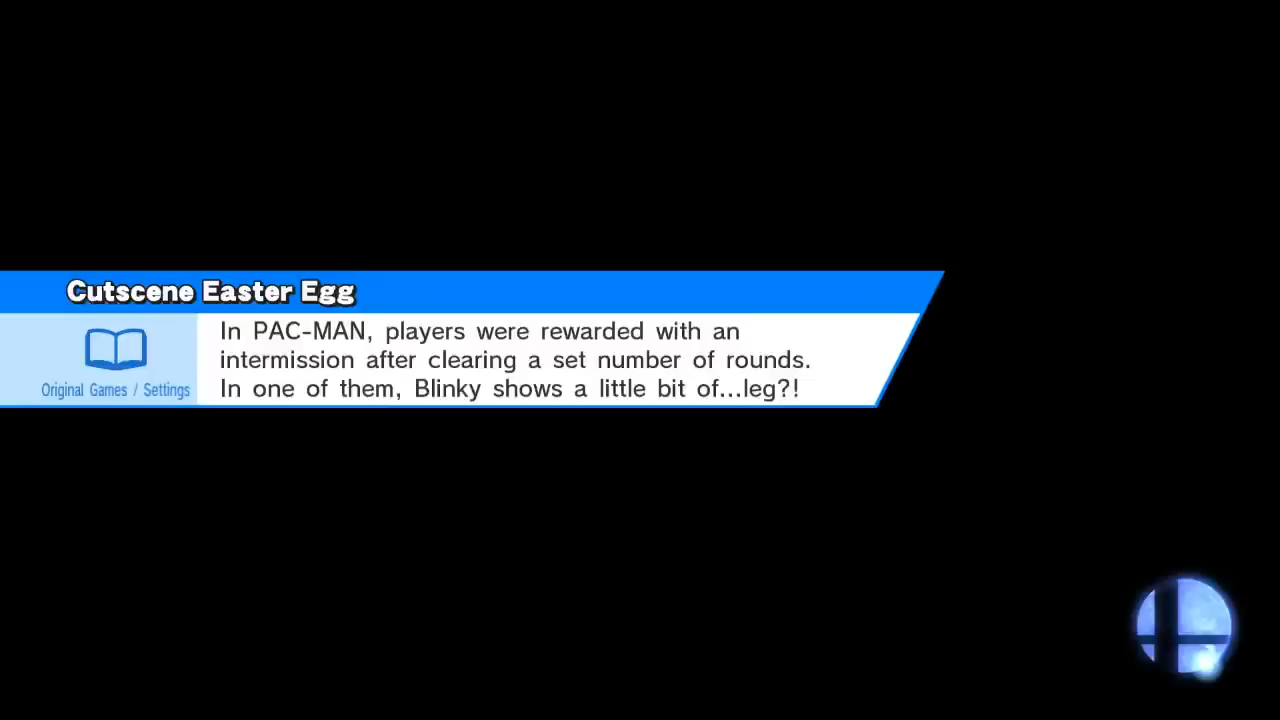 Cutscene Easter Egg
In PAC-MAN, players were rewarded with an
intermission after clearing a set number of rounds.
In one of them, Blinky shows a little bit of...leg?!
Original Games / Settings